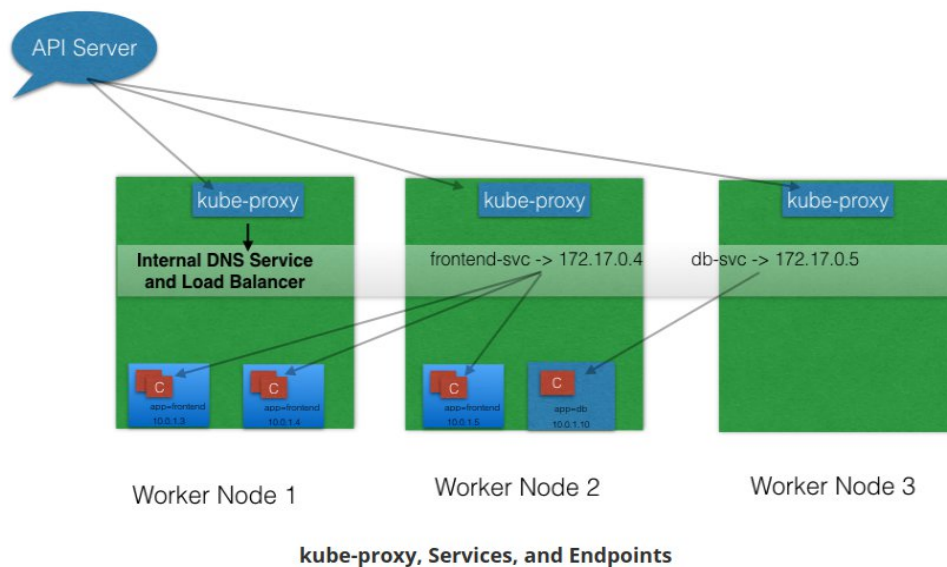 API Server
kube-proxy
kube-proxy
kube-proxy
Internal DNS Service
and Load Balancer
frontend-svc -> 172.17.0.4
db-svc -> 172.17.0.5
C
app=frontend
10.0.1.3
C
app=frontend
10.0.1.4
C
app=frontend
10.0.1.5
C
app=db
10.0.1.10
Worker Node 1
Worker Node 2
Worker Node 3
kube-proxy, Services, and Endpoints